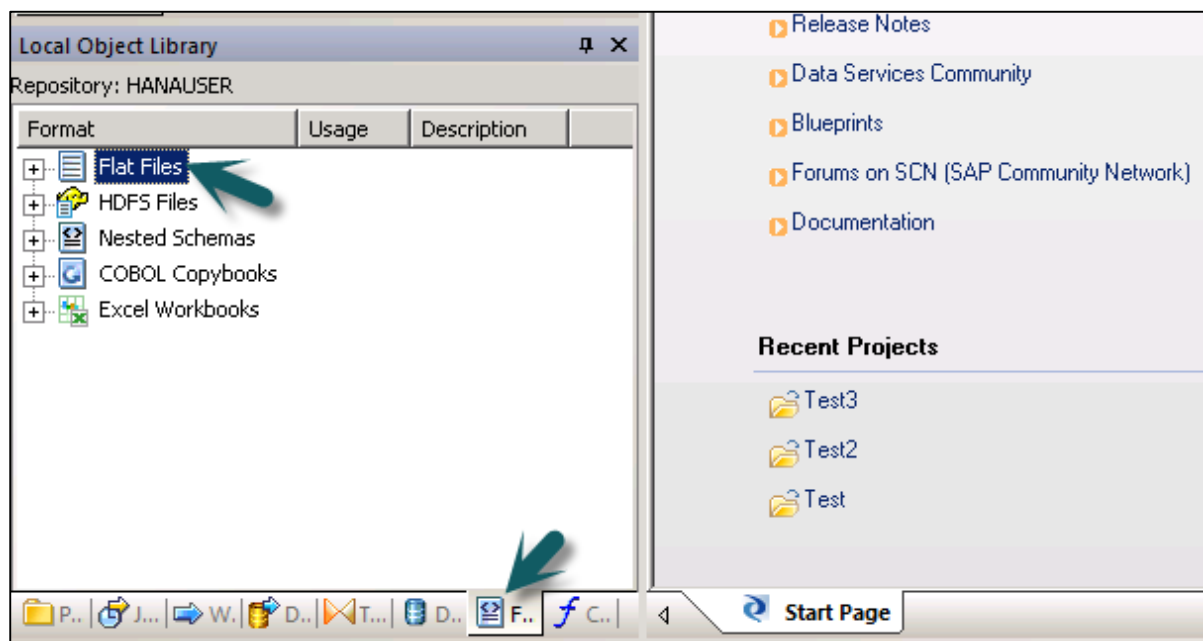 Local Object Library
Repository: HANAUSER
Format Usage Description
Flat Files
HDFS Files
Nested Schemas
COBOL Copybooks
Excel Workbooks
P.. J... W. D.. T... D.. F.. C..
Release Notes
Data Services Community
Blueprints
Forums on SCN (SAP Community Network)
Documentation
Recent Projects
Test3
Test2
Test
Start Page